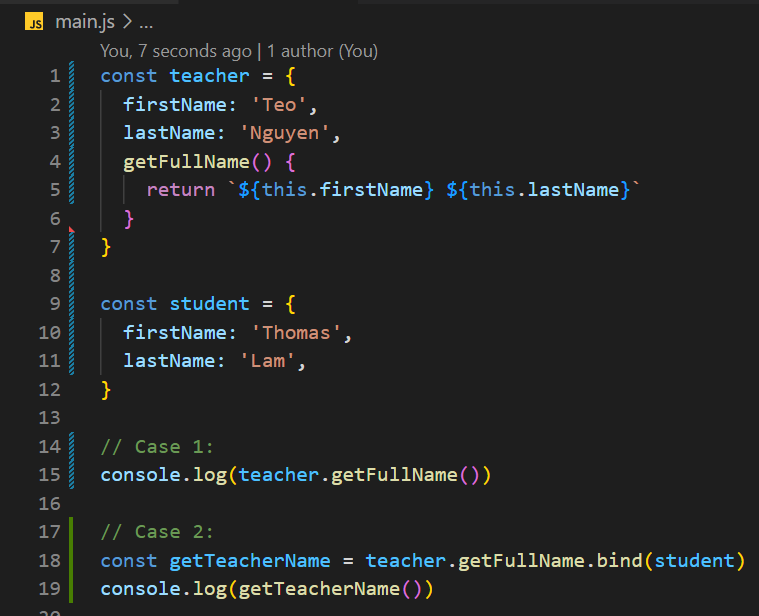 JS main.js > ...
You, 7 seconds ago | 1 author (You)
1 const teacher = {
2   firstName: 'Teo',
3   lastName: 'Nguyen',
4   getFullName() {
5     return `${this.firstName} ${this.lastName}`
6   }
7 }
8
9 const student = {
10   firstName: 'Thomas',
11   lastName: 'Lam',
12 }
13
14 // Case 1:
15 console.log(teacher.getFullName())
16
17 // Case 2:
18 const getTeacherName = teacher.getFullName.bind(student)
19 console.log(getTeacherName())
20